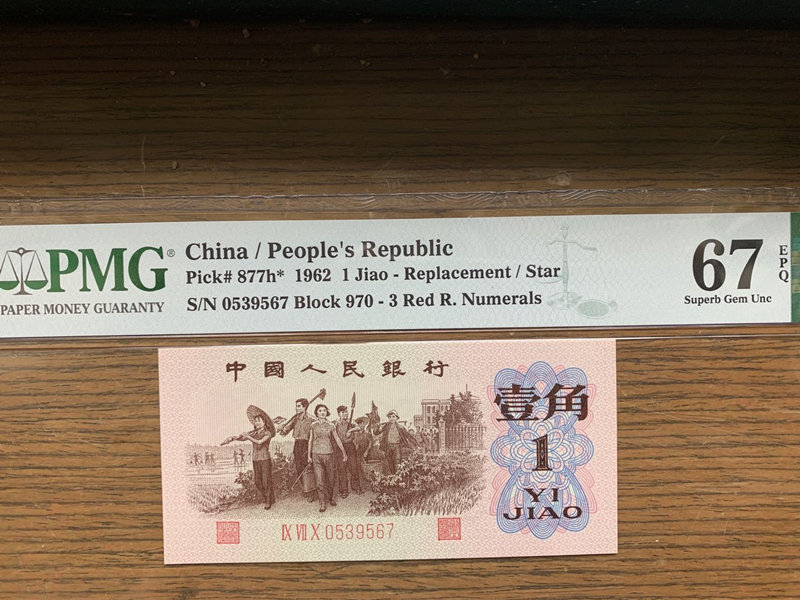 PMG®
PAPER MONEY GUARANTY
China / People's Republic
Pick# 877h* 1962 1 Jiao - Replacement / Star
S/N 0539567 Block 970 - 3 Red R. Numerals
67
EPQ
Superb Gem Unc
中國人民銀行
壹角
1
YI
JIAO
IX VII X 0539567